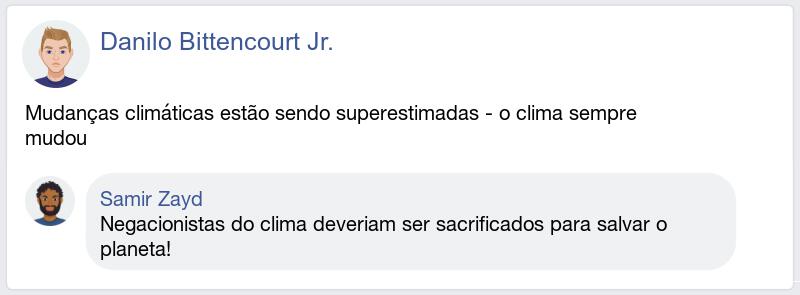 Danilo Bittencourt Jr.
Mudanças climáticas estão sendo superestimadas - o clima sempre
mudou
Samir Zayd
Negacionistas do clima deveriam ser sacrificados para salvar o
planeta!